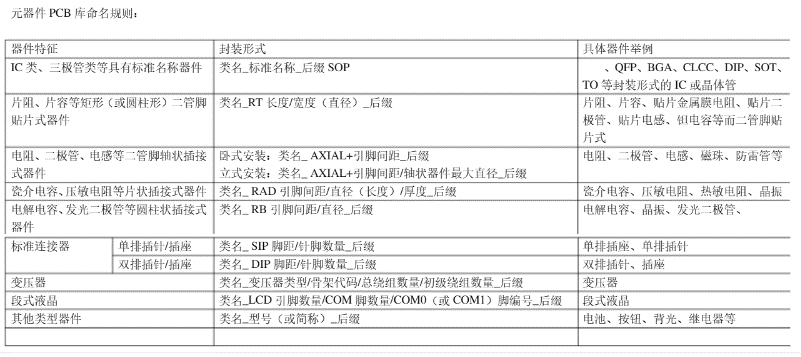 元器件 PCB 库命名规则：
器件特征 封装形式 具体器件举例
IC 类、三极管类等具有标准名称器件 类名_标准名称_后缀 SOP 、QFP、BGA、CLCC、DIP、SOT、
TO 等封装形式的 IC 或晶体管
片阻、片容等矩形（或圆柱形）二管脚 类名_RT 长度/宽度（直径）_后缀 片阻、片容、贴片金属膜电阻、贴片二
贴片式器件 极管、贴片电感、钽电容等而二管脚贴
片式
电阻、二极管、电感等二管脚轴状插接 卧式安装：类名_ AXIAL+引脚间距_后缀 电阻、二极管、电感、磁珠、防雷管等
式器件 立式安装：类名_ AXIAL+引脚间距/轴状器件最大直径_后缀
瓷介电容、压敏电阻等片状插接式器件 类名_ RAD 引脚间距/直径（长度）/厚度_后缀 瓷介电容、压敏电阻、热敏电阻、晶振
电解电容、发光二极管等圆柱状插接式 类名_ RB 引脚间距/直径_后缀 电解电容、晶振、发光二极管、
器件
标准连接器 单排插针/插座 类名_ SIP 脚距/针脚数量_后缀 单排插座、单排插针
双排插针/插座 类名_ DIP 脚距/针脚数量_后缀 双排插针、插座
变压器 类名_变压器类型/骨架代码/总绕组数量/初级绕组数量_后缀 变压器
段式液晶 类名_LCD 引脚数量/COM 脚数量/COM0（或 COM1）脚编号_后缀 段式液晶
其他类型器件 类名_型号（或简称）_后缀 电池、按钮、背光、继电器等